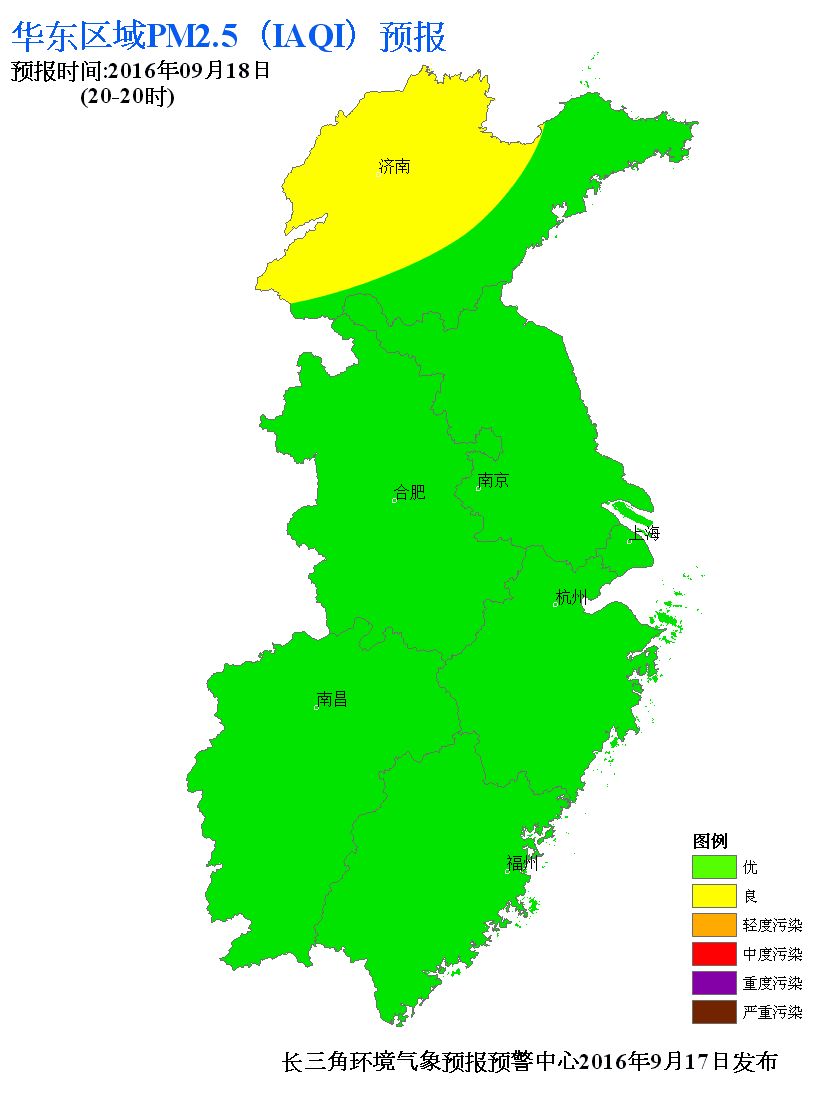 华东区域PM2.5（IAQI）预报
预报时间:2016年09月18日
(20-20时)
济南
合肥
南京
上海
杭州
南昌
福州
图例
优
良
轻度污染
中度污染
重度污染
严重污染
长三角环境气象预报预警中心2016年9月17日发布